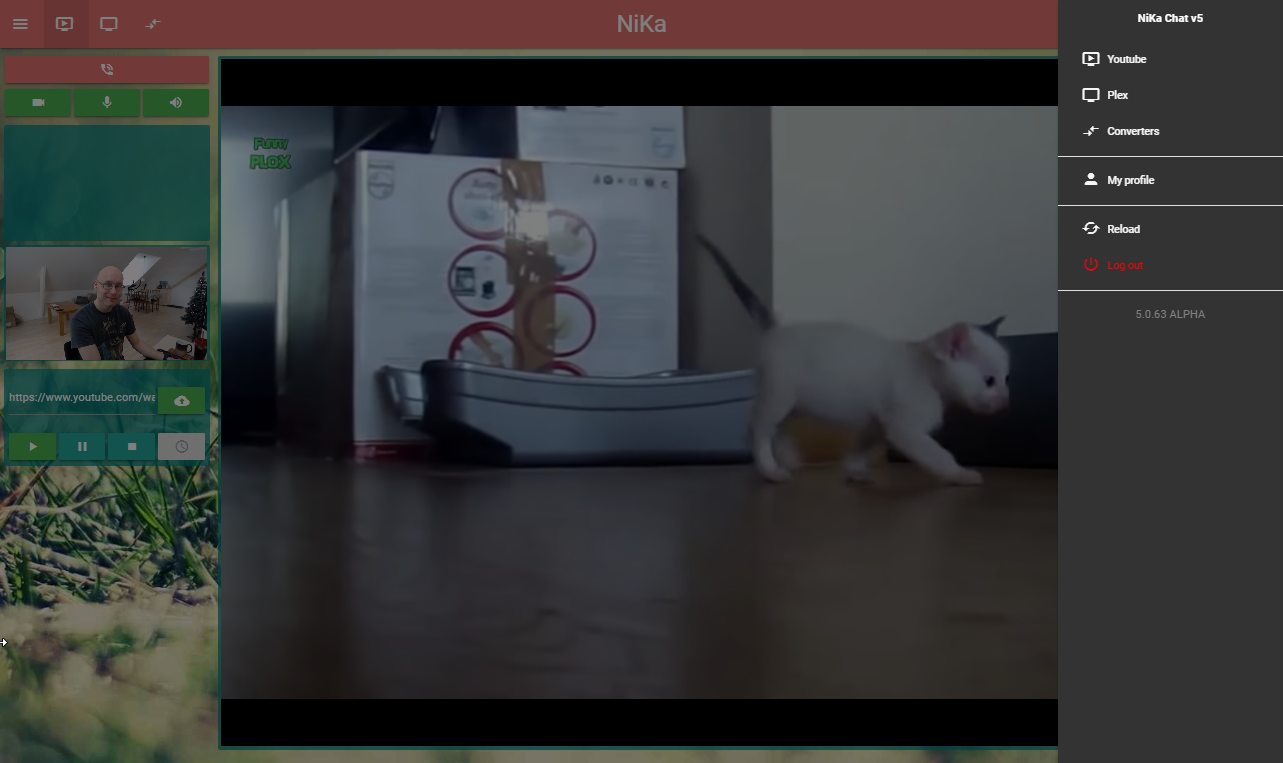 NiKa
NiKa Chat v5
Youtube
Plex
Converters
My profile
Reload
Log out
5.0.63 ALPHA
Funny
PLOX
https://www.youtube.com/wa